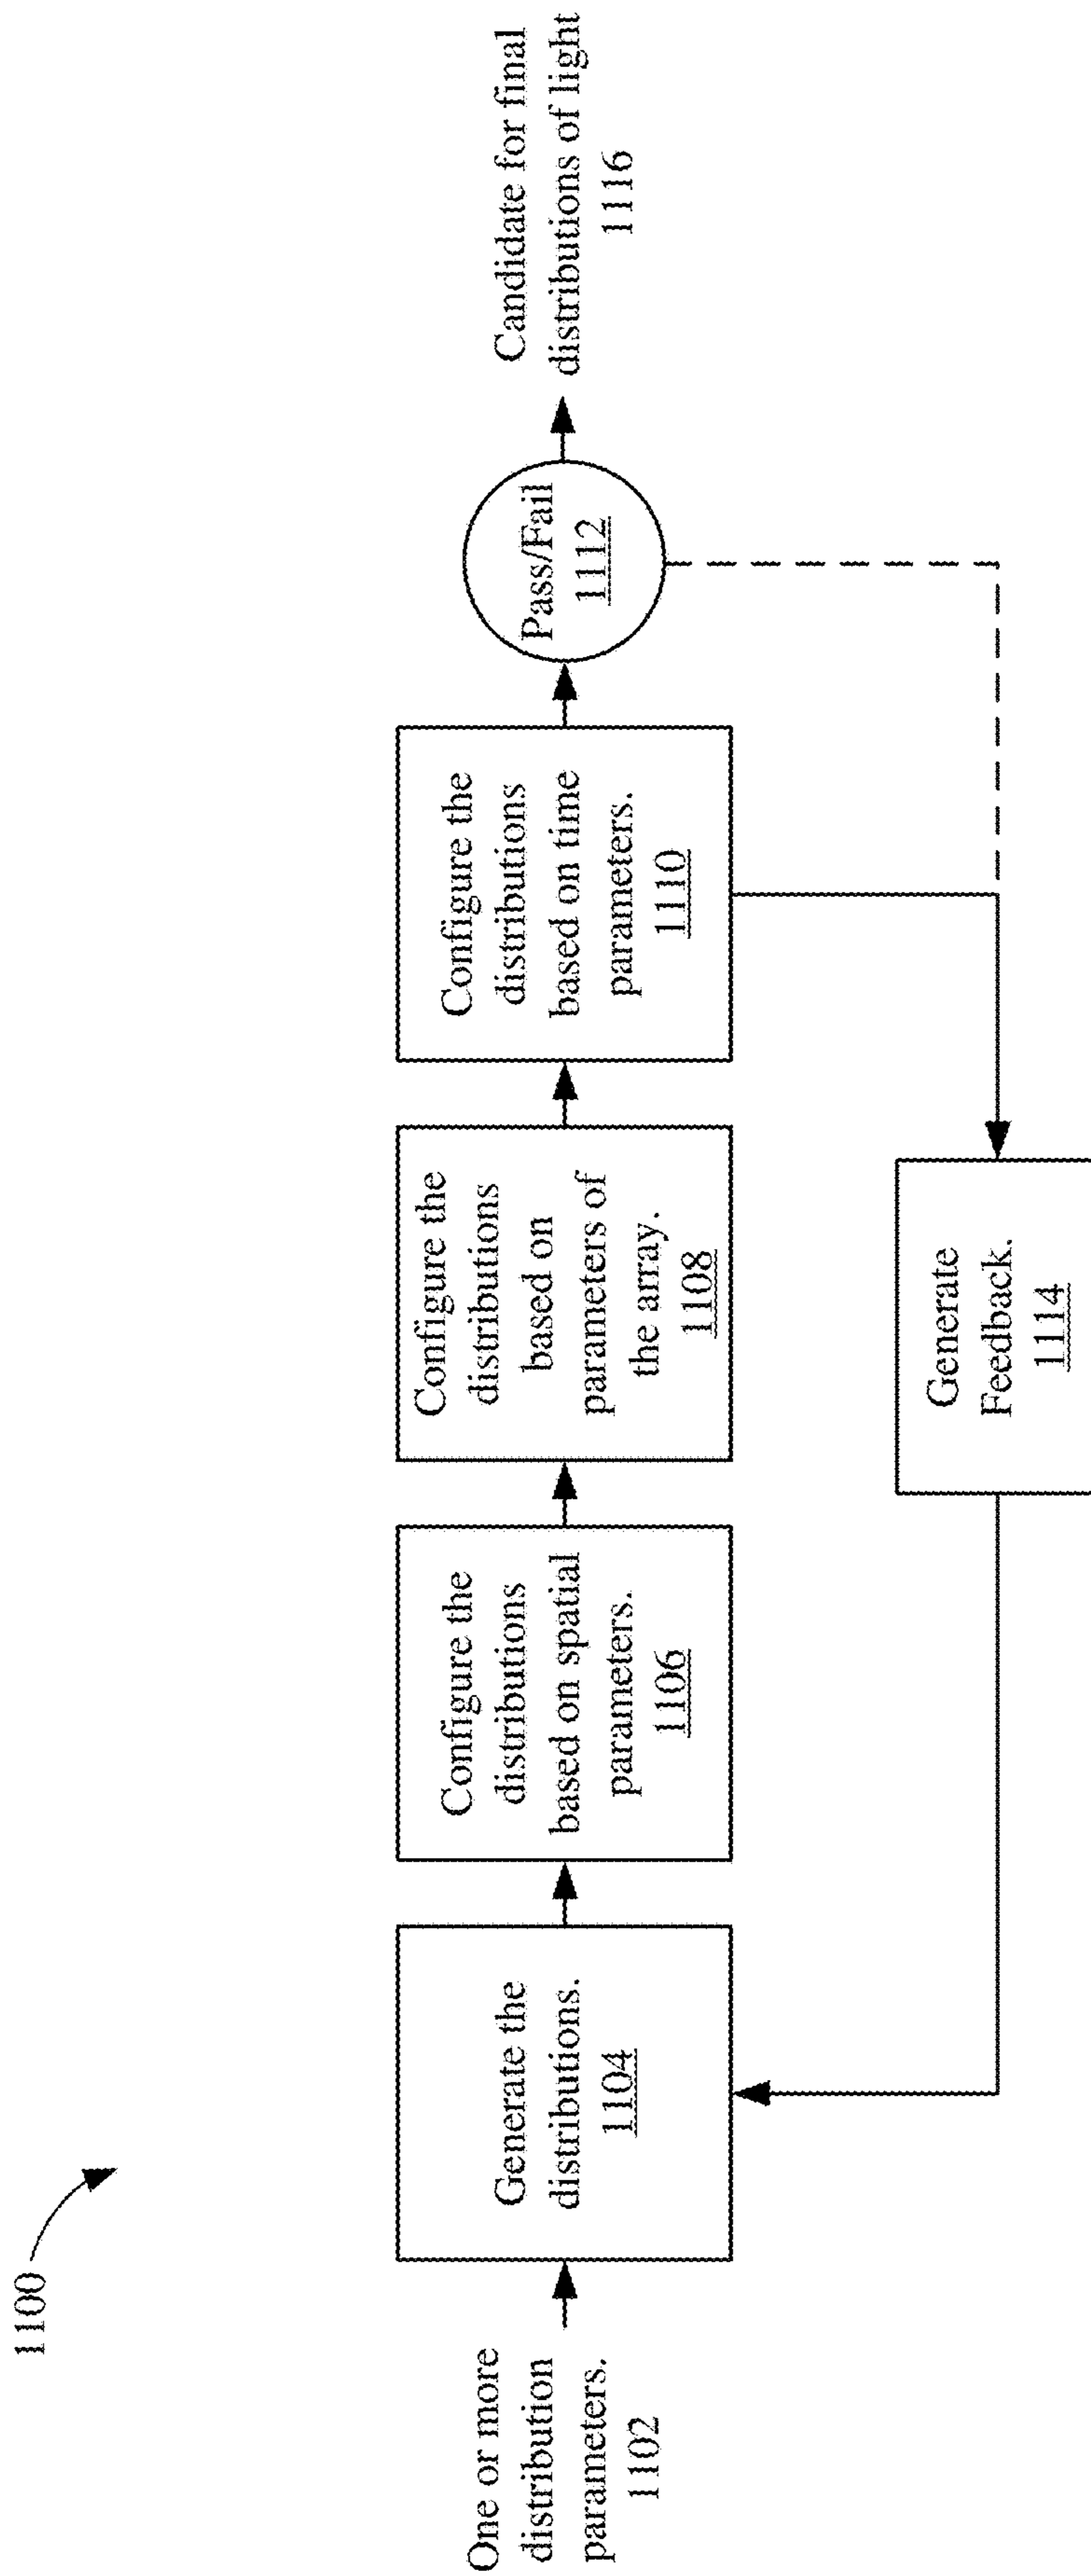 1100
One or more
distribution
parameters.
1102
Generate the
distributions.
1104
Configure the
distributions
based on spatial
parameters.
1106
Configure the
distributions
based on
parameters of
the array.
1108
Configure the
distributions
based on time
parameters.
1110
Pass/Fail
1112
Candidate for final
distributions of light
1116
Generate
Feedback.
1114